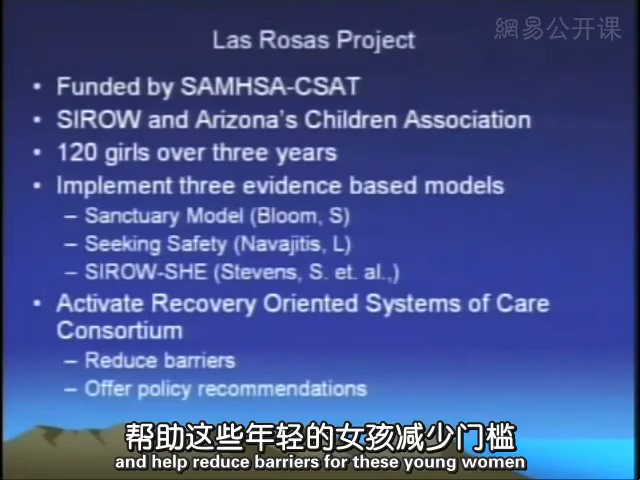 網易公开课
Las Rosas Project
• Funded by SAMHSA-CSAT
• SIROW and Arizona's Children Association
• 120 girls over three years
• Implement three evidence based models
– Sanctuary Model (Bloom, S)
– Seeking Safety (Navajitis, L)
– SIROW-SHE (Stevens, S. et. al.,)
• Activate Recovery Oriented Systems of Care
Consortium
– Reduce barriers
– Offer policy recommendations
帮助这些年轻的女孩减少门槛
and help reduce barriers for these young women